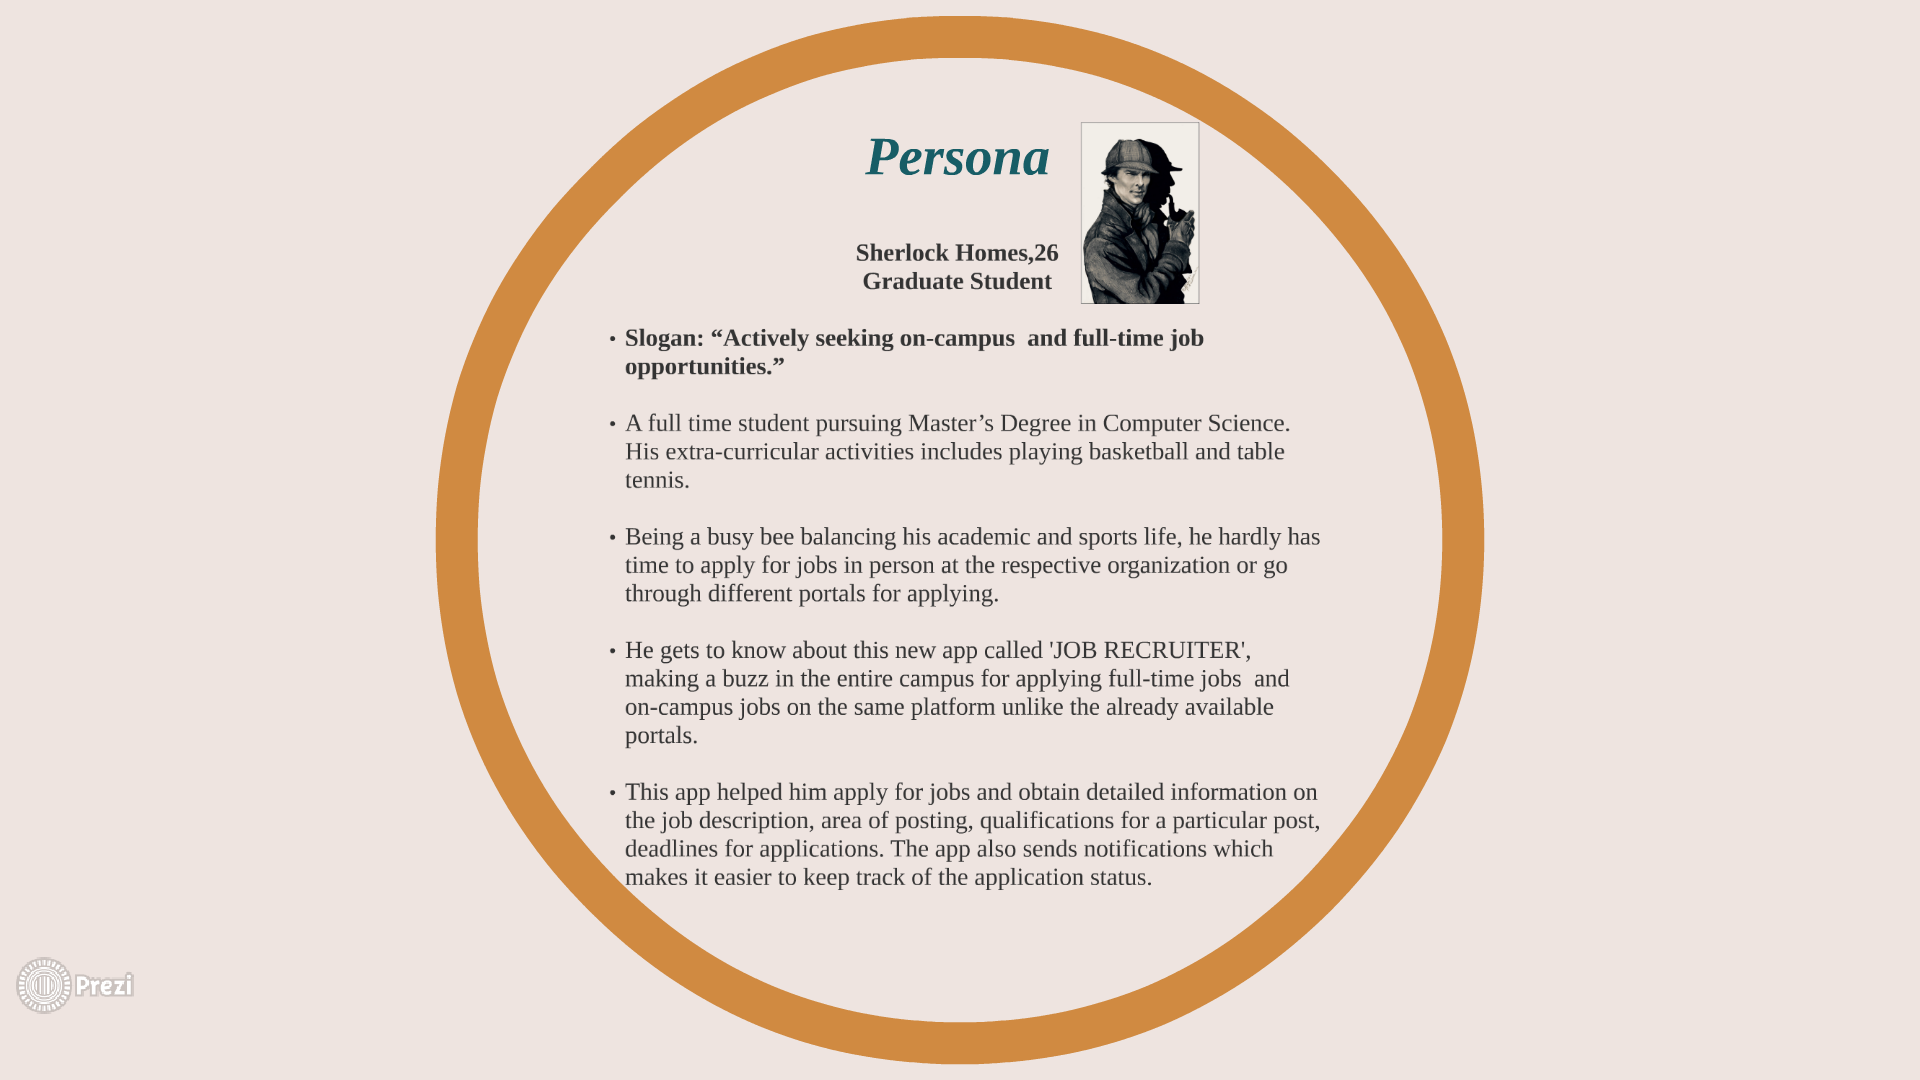 Persona
Sherlock Homes,26
Graduate Student
• Slogan: “Actively seeking on-campus  and full-time job
opportunities.”
• A full time student pursuing Master’s Degree in Computer Science.
His extra-curricular activities includes playing basketball and table
tennis.
• Being a busy bee balancing his academic and sports life, he hardly has
time to apply for jobs in person at the respective organization or go
through different portals for applying.
• He gets to know about this new app called 'JOB RECRUITER',
making a buzz in the entire campus for applying full-time jobs  and
on-campus jobs on the same platform unlike the already available
portals.
• This app helped him apply for jobs and obtain detailed information on
the job description, area of posting, qualifications for a particular post,
deadlines for applications. The app also sends notifications which
makes it easier to keep track of the application status.
Prezi